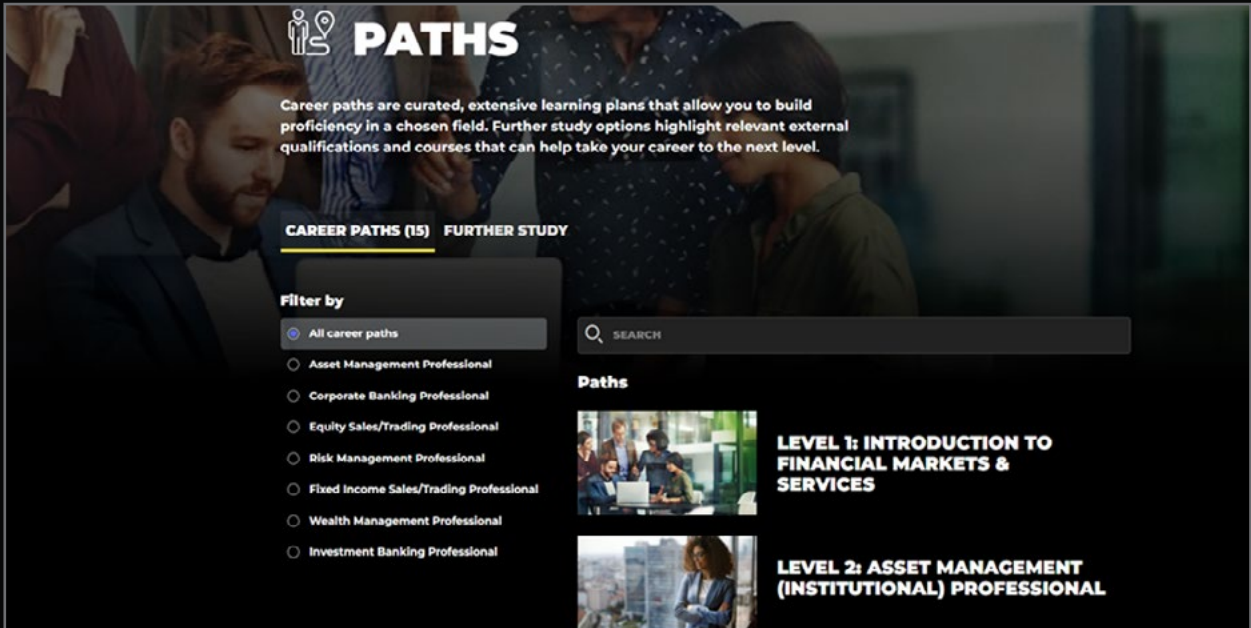 PATHS
Career paths are curated, extensive learning plans that allow you to build
proficiency in a chosen field. Further study options highlight relevant external
qualifications and courses that can help take your career to the next level.
CAREER PATHS (15) FURTHER STUDY
Filter by
All career paths
Asset Management Professional
Corporate Banking Professional
Equity Sales/Trading Professional
Risk Management Professional
Fixed Income Sales/Trading Professional
Wealth Management Professional
Investment Banking Professional
SEARCH
Paths
LEVEL 1: INTRODUCTION TO
FINANCIAL MARKETS &
SERVICES
LEVEL 2: ASSET MANAGEMENT
(INSTITUTIONAL) PROFESSIONAL